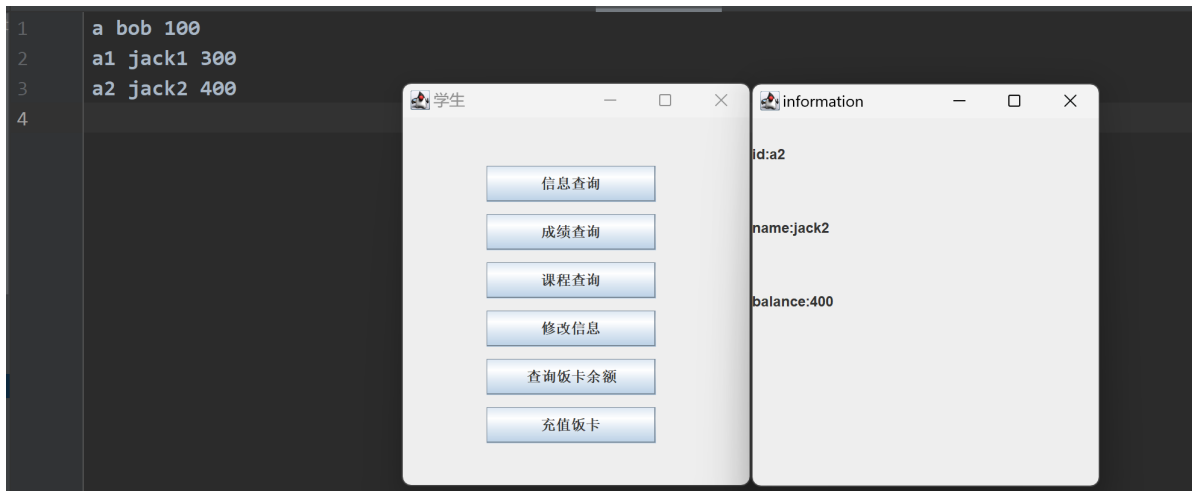 1 a bob 100
2 a1 jack1 300
3 a2 jack2 400
4
学生
信息查询
成绩查询
课程查询
修改信息
查询饭卡余额
充值饭卡
information
id:a2
name:jack2
balance:400